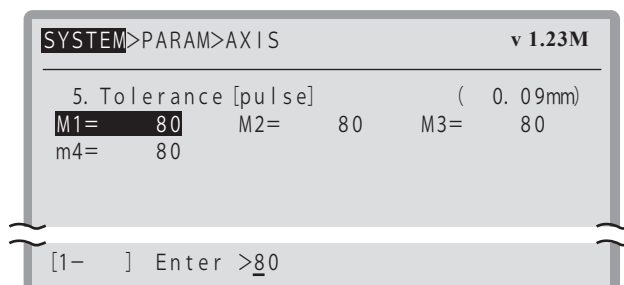 SYSTEM>PARAM>AXIS v 1.23M
5. Tolerance[pulse] ( 0. 09mm)
M1= 80 M2= 80 M3= 80
m4= 80
[1- ] Enter >80